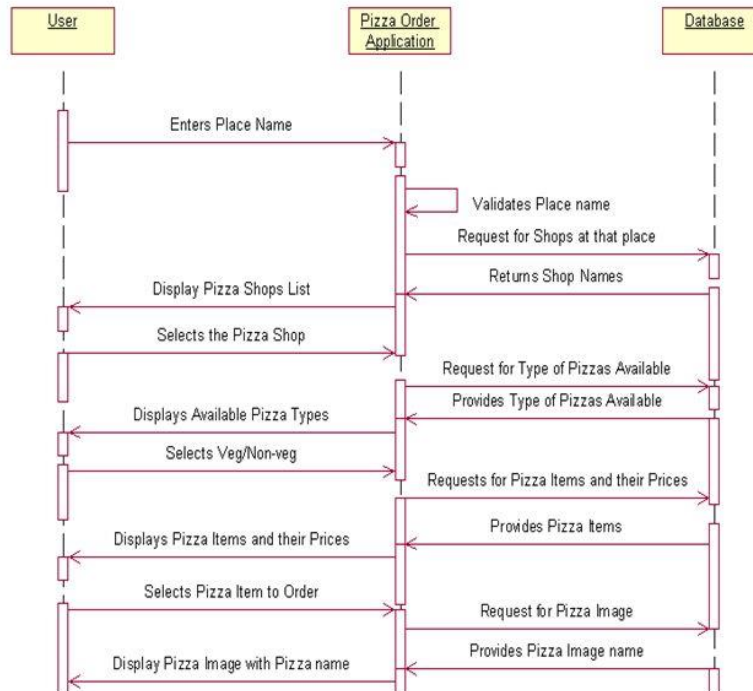 User
Pizza Order
Application
Database
Enters Place Name
Validates Place name
Request for Shops at that place
Returns Shop Names
Display Pizza Shops List
Selects the Pizza Shop
Request for Type of Pizzas Available
Provides Type of Pizzas Available
Displays Available Pizza Types
Selects Veg/Non-veg
Requests for Pizza Items and their Prices
Provides Pizza Items
Displays Pizza Items and their Prices
Selects Pizza Item to Order
Request for Pizza Image
Provides Pizza Image name
Display Pizza Image with Pizza name